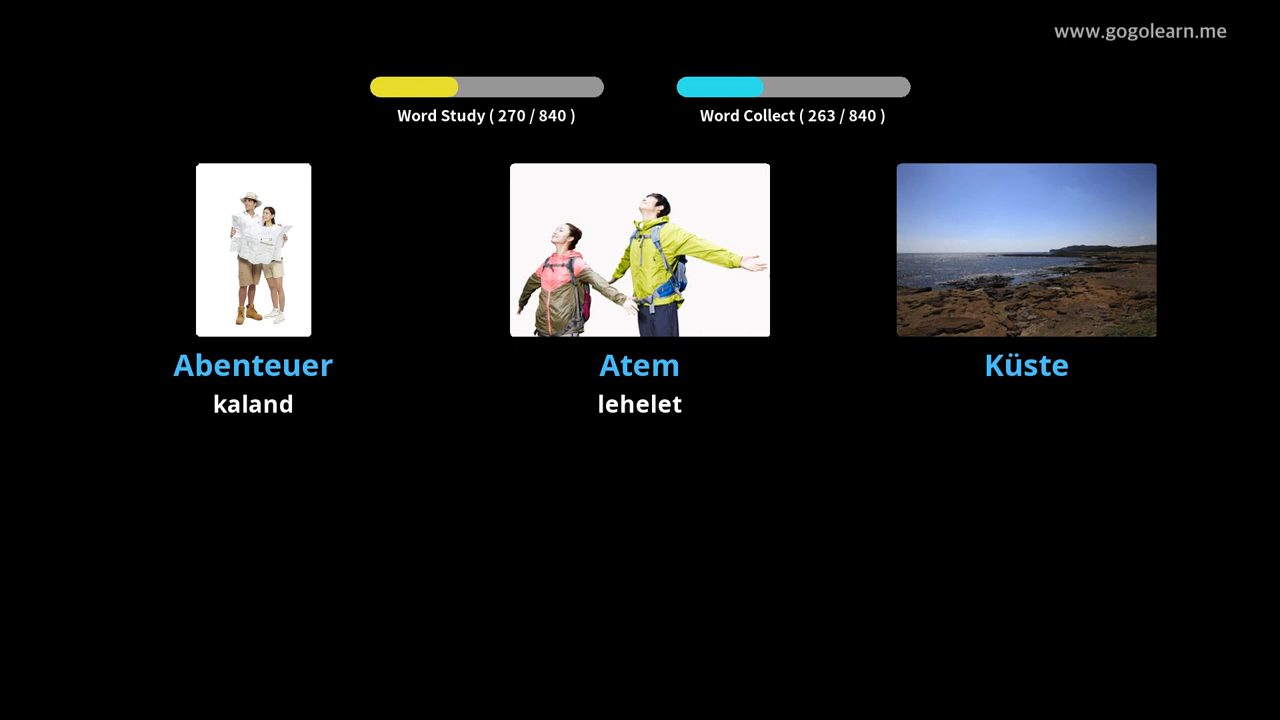 www.gogolearn.me
Word Study ( 270 / 840 )
Word Collect ( 263 / 840 )
Abenteuer
kaland
Atem
lehelet
Küste